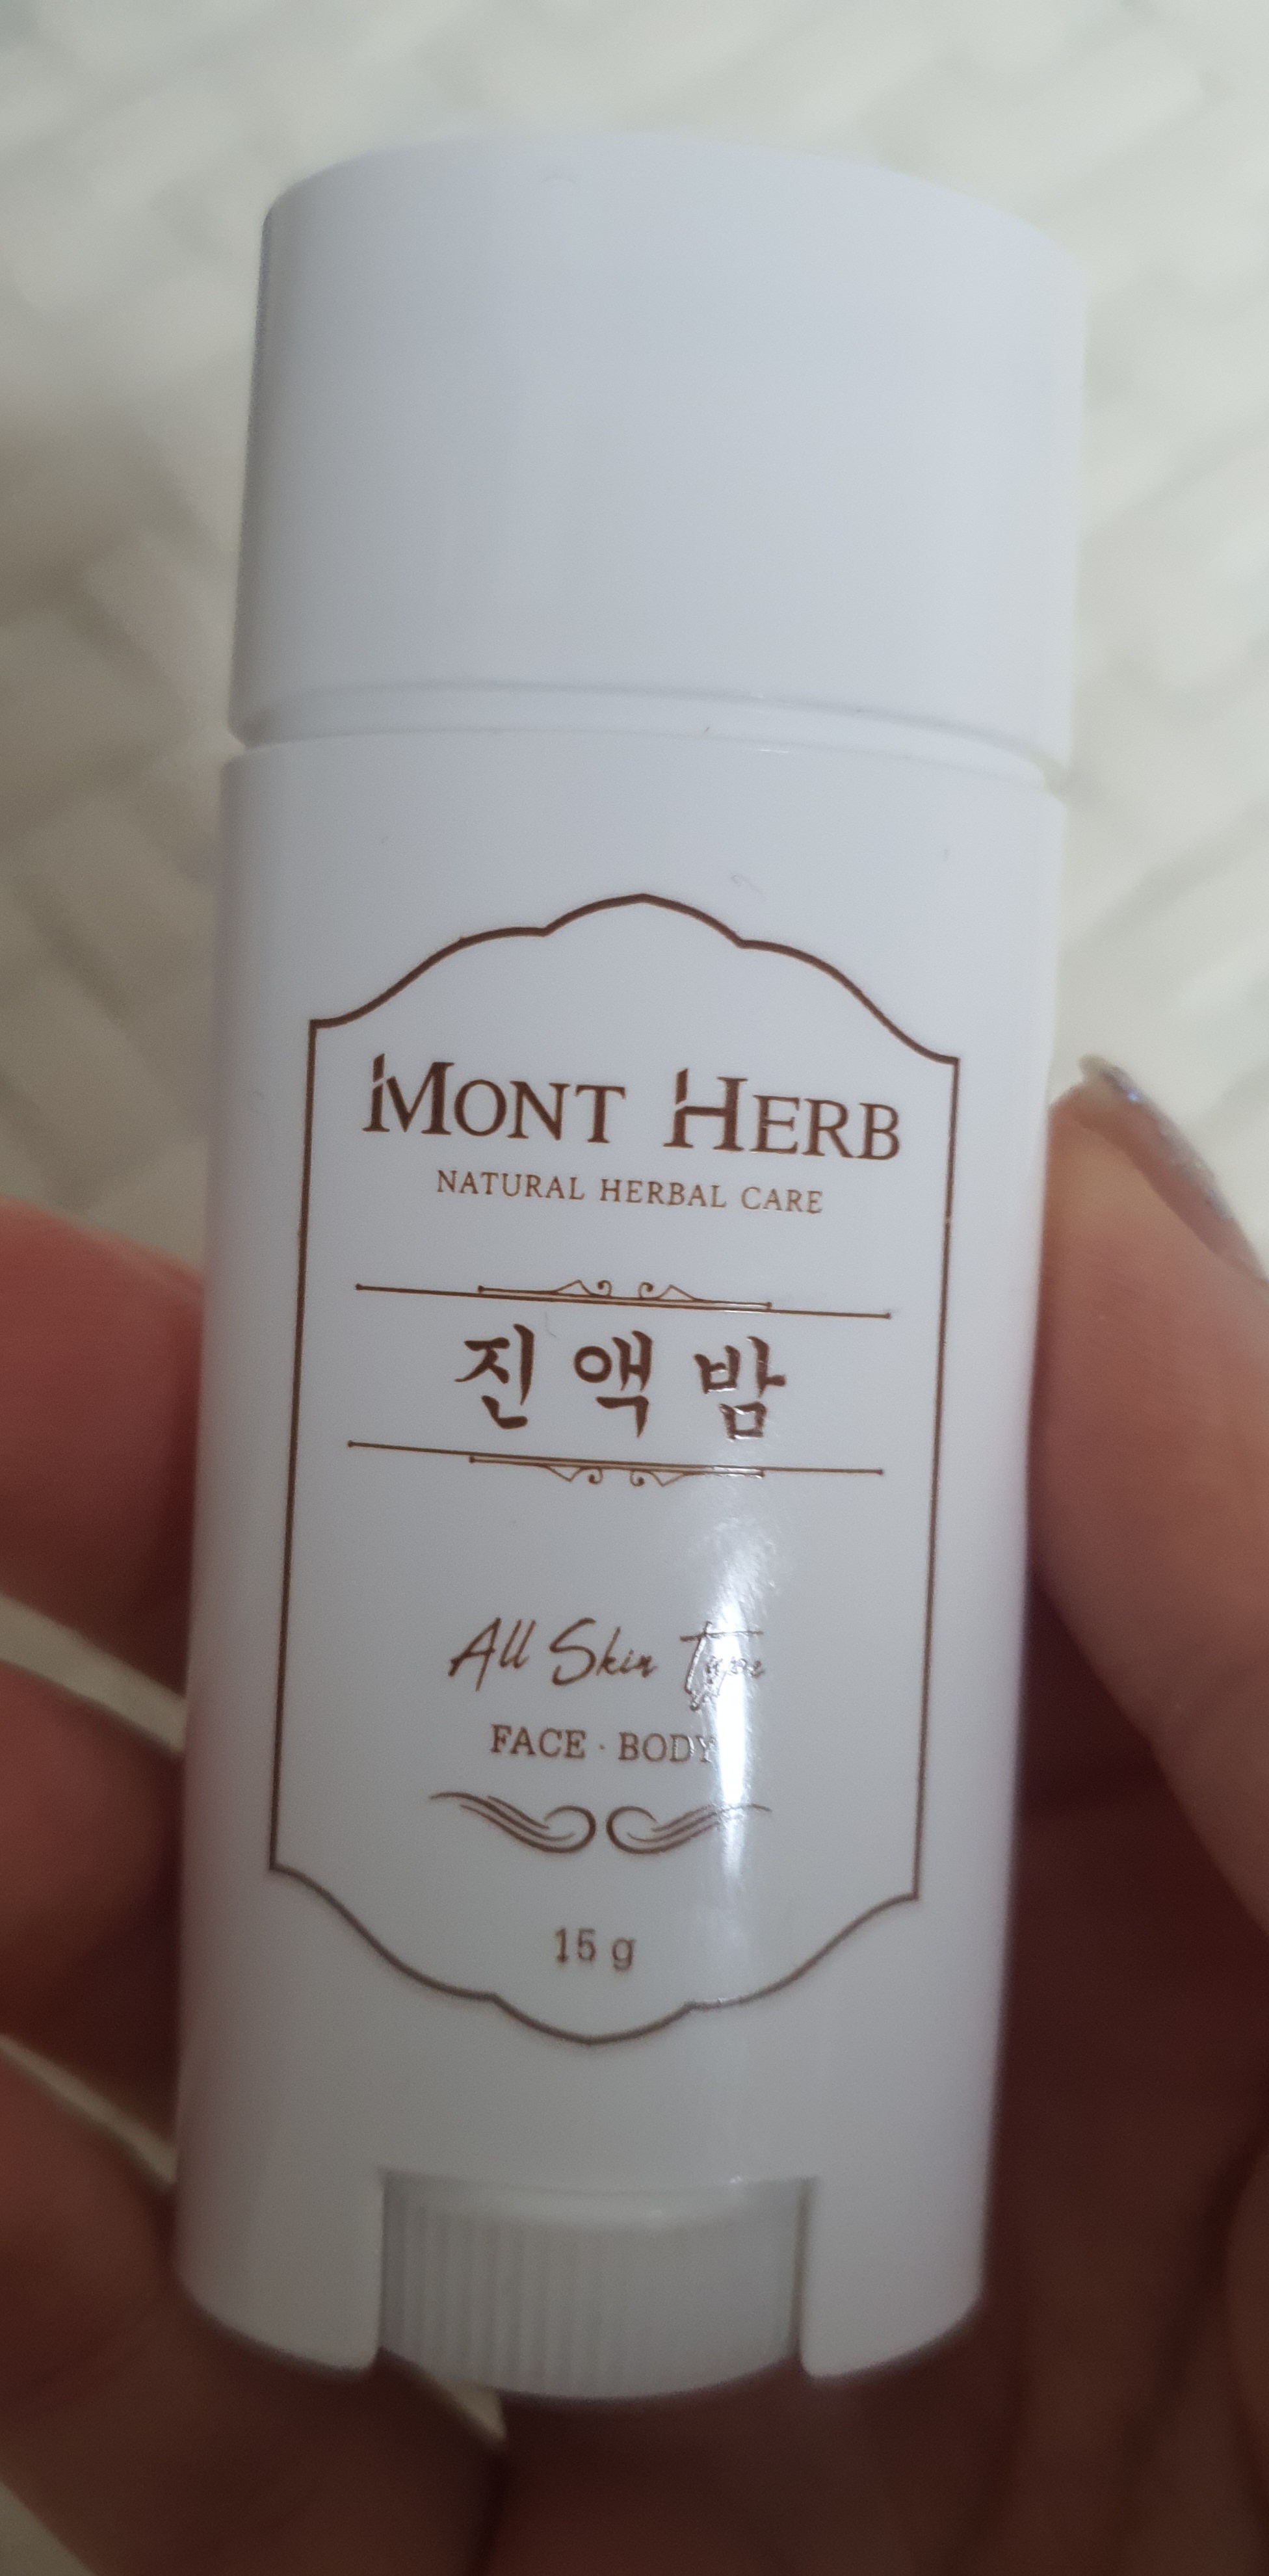 MONT HERB
NATURAL HERBAL CARE
진액밤
All Skin Type
FACE · BODY
15 g